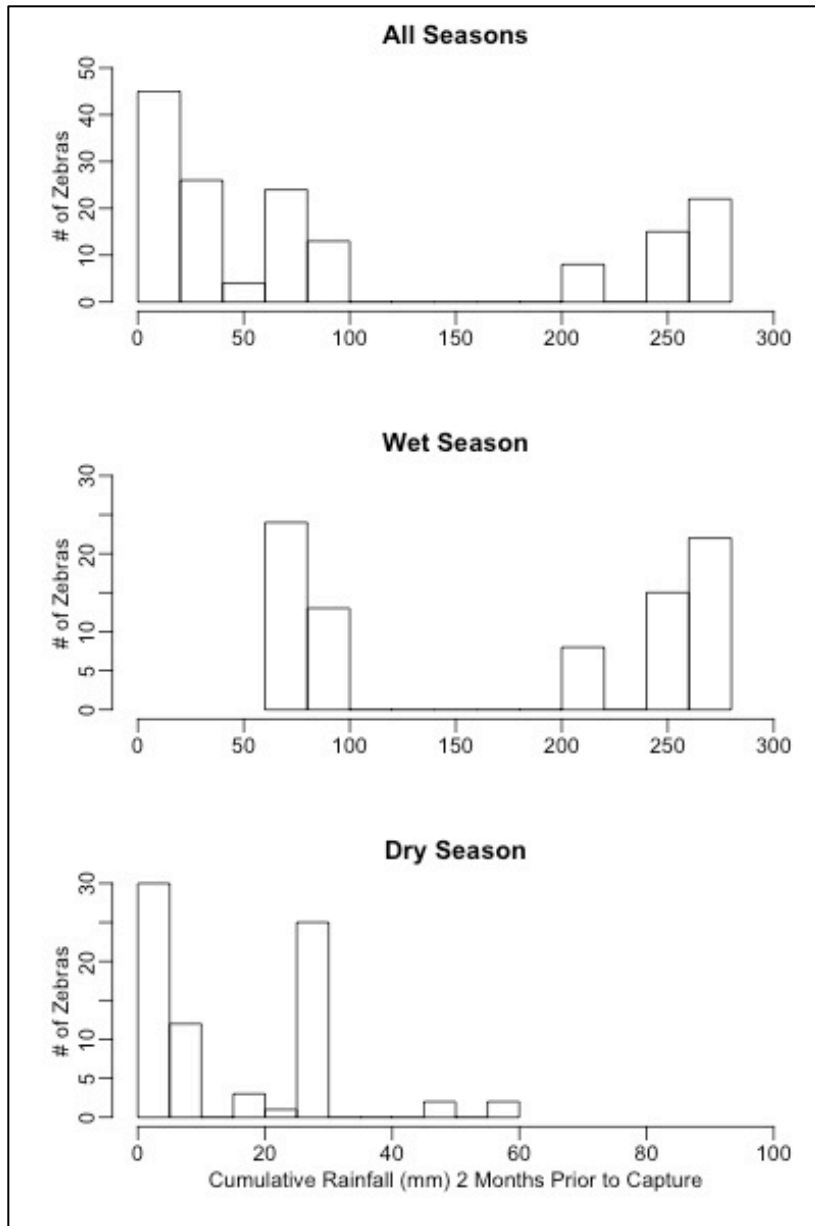 All Seasons
50
40
30
20
10
0
# of Zebras
0 50 100 150 200 250 300
Wet Season
30
20
10
5
0
# of Zebras
0 50 100 150 200 250 300
Dry Season
30
20
10
5
0
# of Zebras
0 20 40 60 80 100
Cumulative Rainfall (mm) 2 Months Prior to Capture